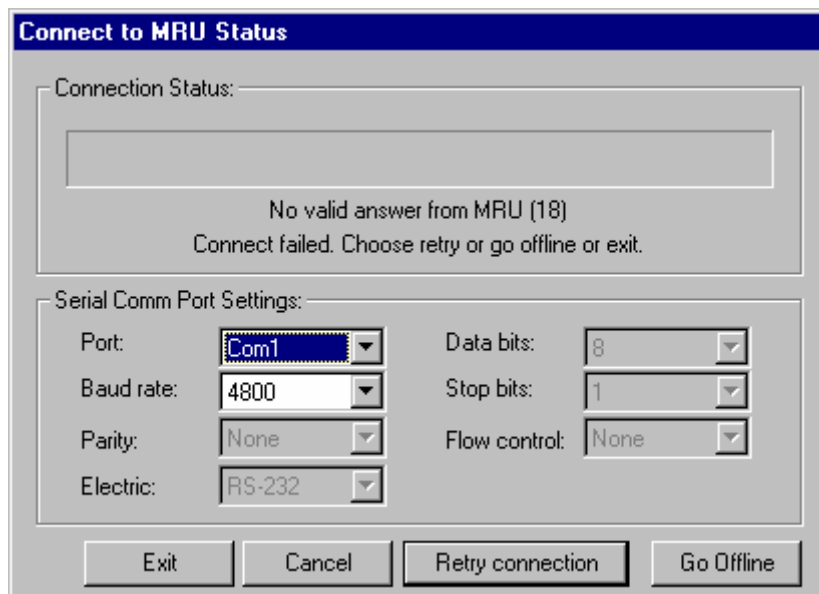 Connect to MRU Status
Connection Status:
No valid answer from MRU (18)
Connect failed. Choose retry or go offline or exit.
Serial Comm Port Settings:
Port: Com1 Data bits: 8
Baud rate: 4800 Stop bits: 1
Parity: None Flow control: None
Electric: RS-232
Exit Cancel Retry connection Go Offline